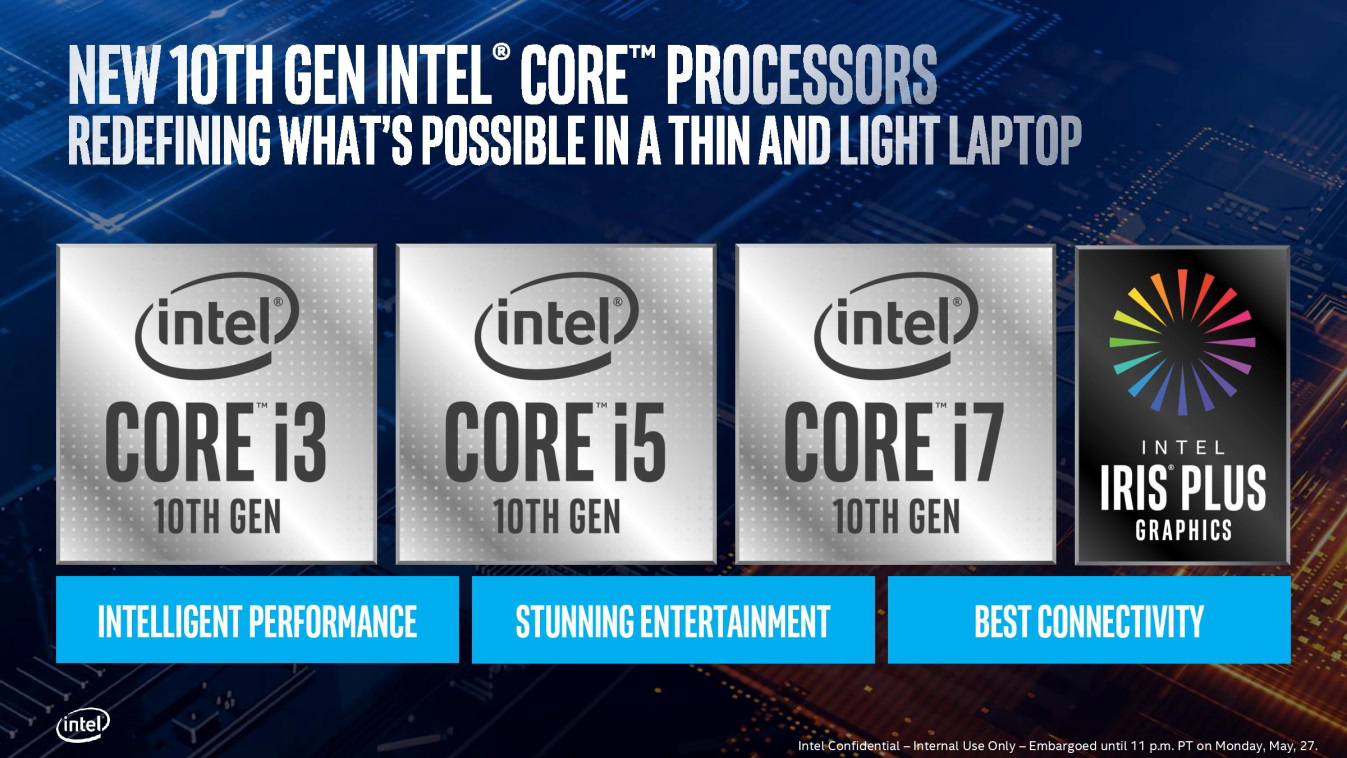 NEW 10TH GEN INTEL® CORE™ PROCESSORS
REDEFINING WHAT'S POSSIBLE IN A THIN AND LIGHT LAPTOP
intel®
CORE™ i3
10TH GEN
intel®
CORE™ i5
10TH GEN
intel®
CORE™ i7
10TH GEN
INTEL
IRIS® PLUS
GRAPHICS
INTELLIGENT PERFORMANCE
STUNNING ENTERTAINMENT
BEST CONNECTIVITY
intel
Intel Confidential – Internal Use Only – Embargoed until 11 p.m. PT on Monday, May, 27.